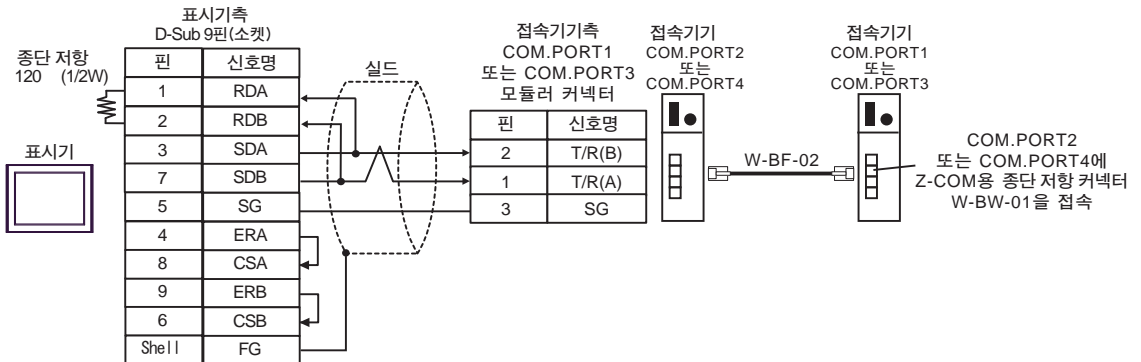 표시기측
D-Sub 9핀(소켓)
종단 저항
120 (1/2W)
핀 신호명
1 RDA
2 RDB
3 SDA
7 SDB
5 SG
4 ERA
8 CSA
9 ERB
6 CSB
Shell FG
표시기
실드
접속기기측
COM.PORT1
또는 COM.PORT3
모듈러 커넥터
핀 신호명
2 T/R(B)
1 T/R(A)
3 SG
접속기기
COM.PORT2
또는
COM.PORT4
W-BF-02
접속기기
COM.PORT1
또는
COM.PORT3
COM.PORT2
또는 COM.PORT4에
Z-COM용 종단 저항 커넥터
W-BW-01을 접속